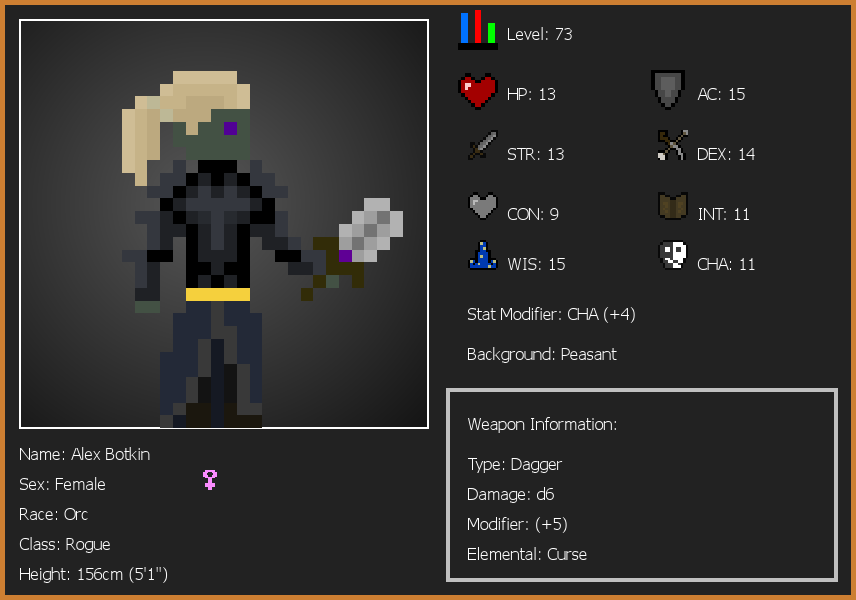 Level: 73
HP: 13
AC: 15
STR: 13
DEX: 14
CON: 9
INT: 11
WIS: 15
CHA: 11
Stat Modifier: CHA (+4)
Background: Peasant
Weapon Information:
Type: Dagger
Damage: d6
Modifier: (+5)
Elemental: Curse
Name: Alex Botkin
Sex: Female
Race: Orc
Class: Rogue
Height: 156cm (5'1")